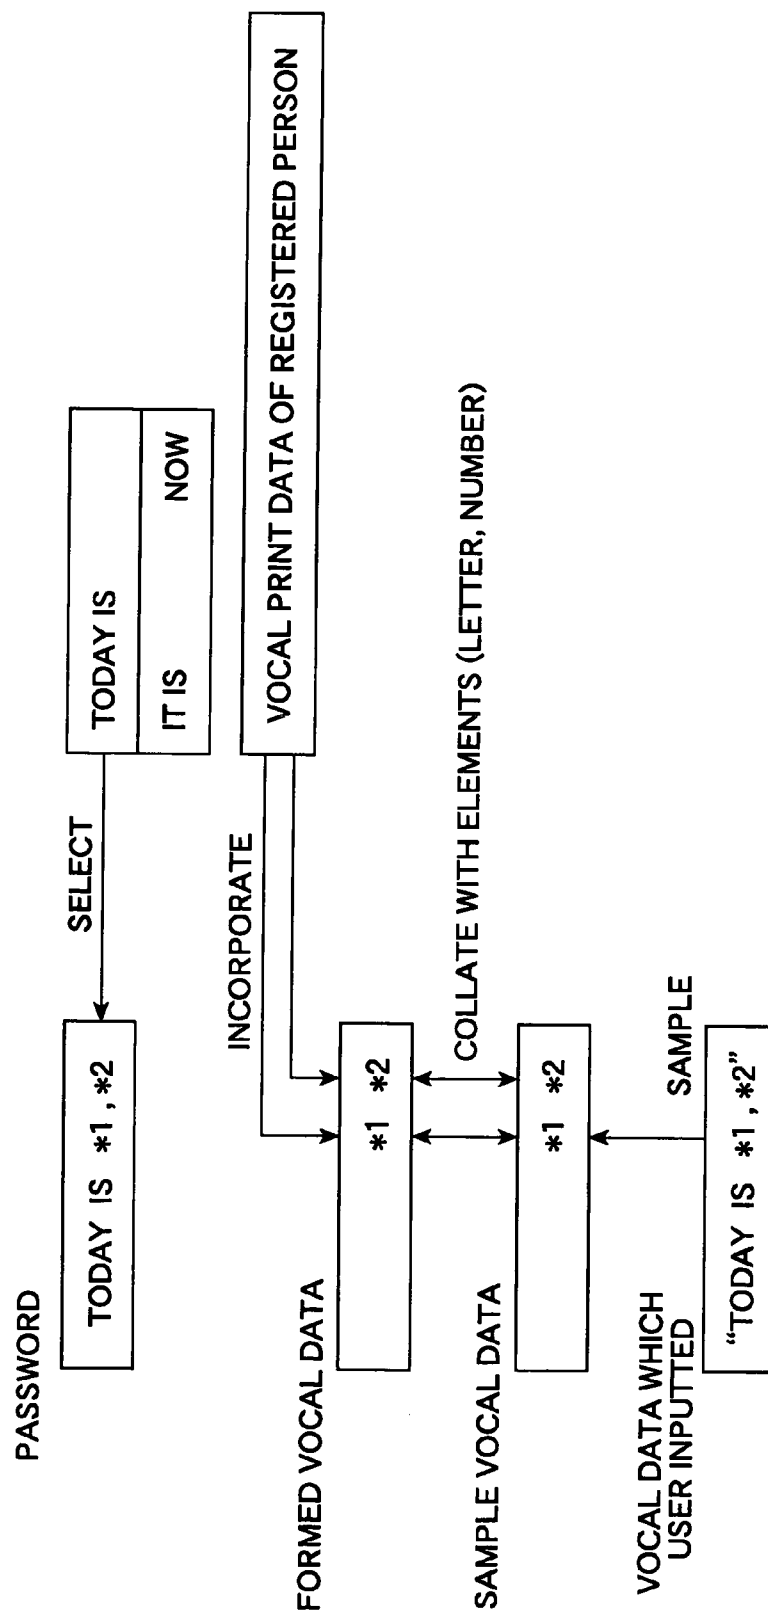 PASSWORD
TODAY IS *1, *2
SELECT
TODAY IS
IT IS NOW
INCORPORATE
VOCAL PRINT DATA OF REGISTERED PERSON
FORMED VOCAL DATA
*1 *2
COLLATE WITH ELEMENTS (LETTER, NUMBER)
SAMPLE VOCAL DATA
*1 *2
SAMPLE
VOCAL DATA WHICH
USER INPUTTED
“TODAY IS *1, *2”